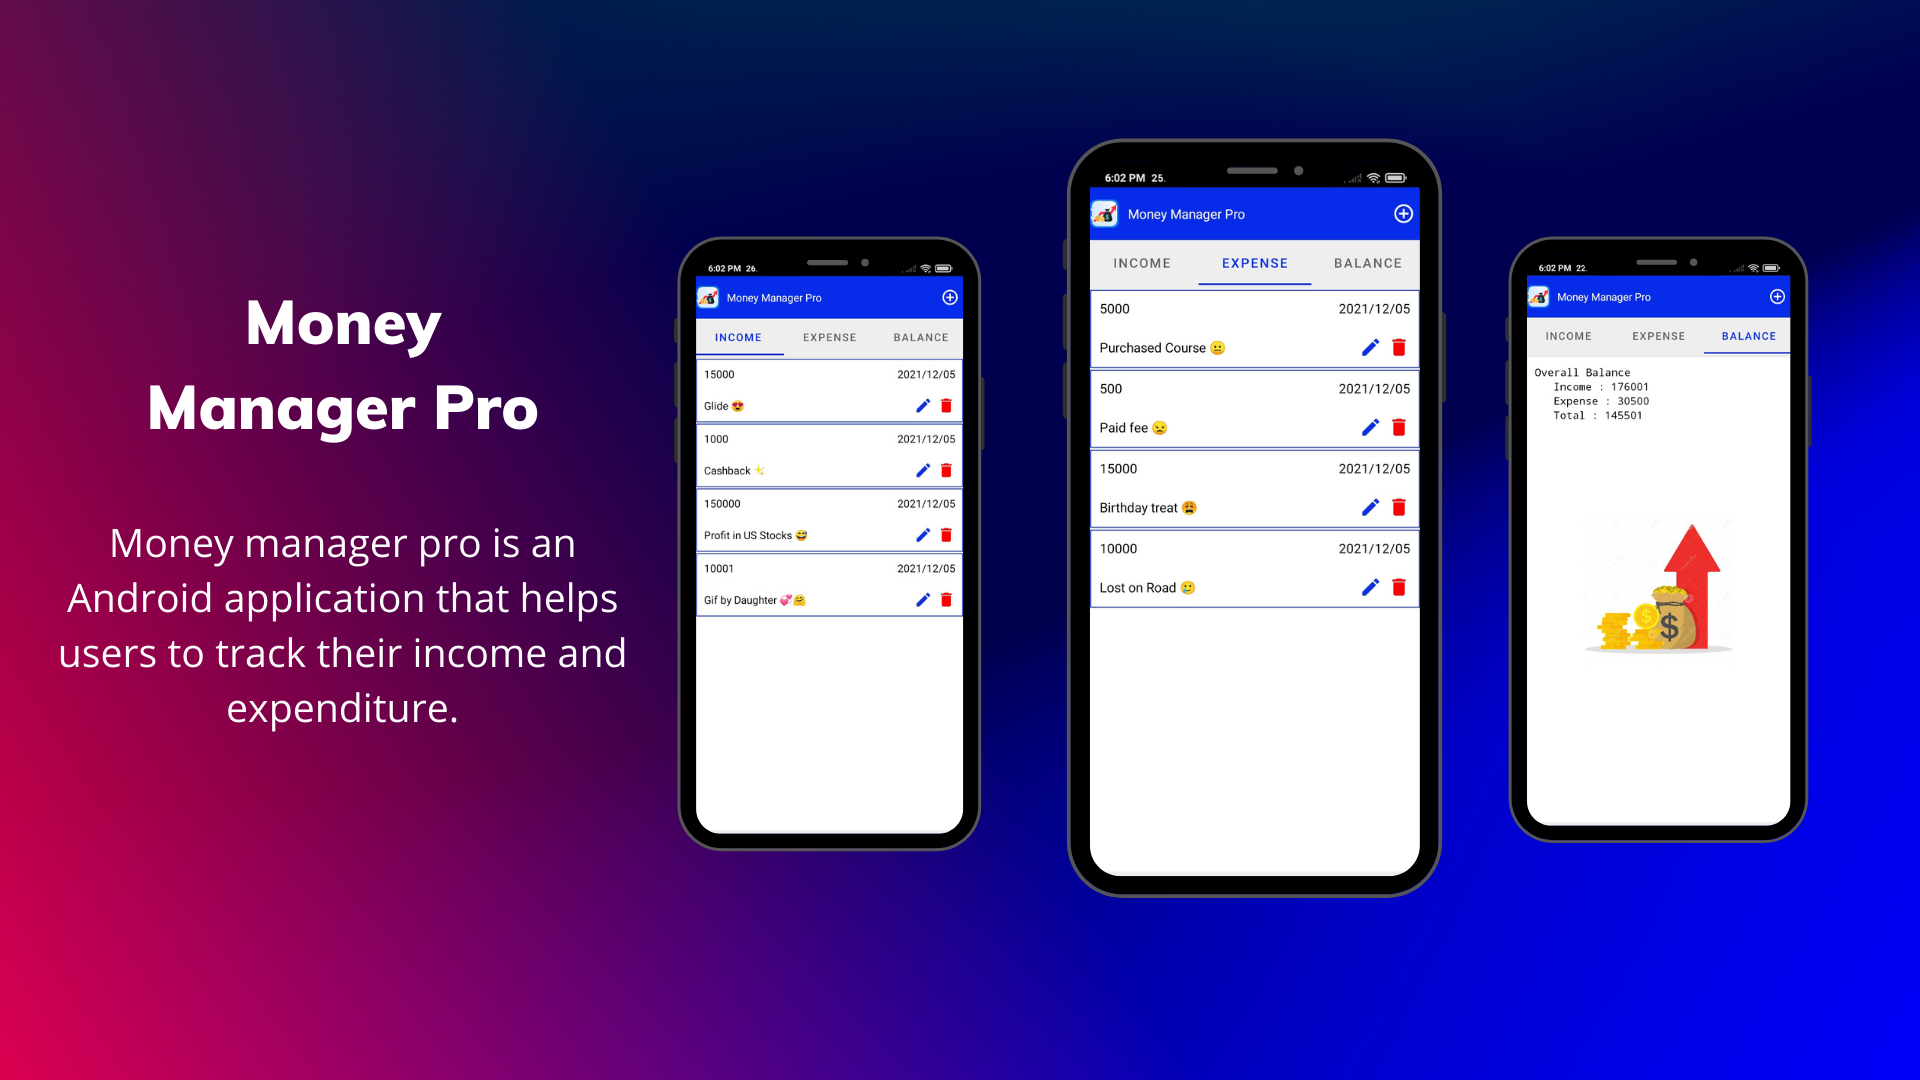 Money
Manager Pro
Money manager pro is an
Android application that helps
users to track their income and
expenditure.
6:02 PM 26.
Money Manager Pro
INCOME EXPENSE BALANCE
15000 2021/12/05
Glide 😍
1000 2021/12/05
Cashback ✨
150000 2021/12/05
Profit in US Stocks 😅
10001 2021/12/05
Gif by Daughter 💞🤗
6:02 PM 25.
Money Manager Pro
INCOME EXPENSE BALANCE
5000 2021/12/05
Purchased Course 😐
500 2021/12/05
Paid fee 😒
15000 2021/12/05
Birthday treat 😩
10000 2021/12/05
Lost on Road 🥲
6:02 PM 22.
Money Manager Pro
INCOME EXPENSE BALANCE
Overall Balance
Income : 176001
Expense : 30500
Total : 145501
$
$